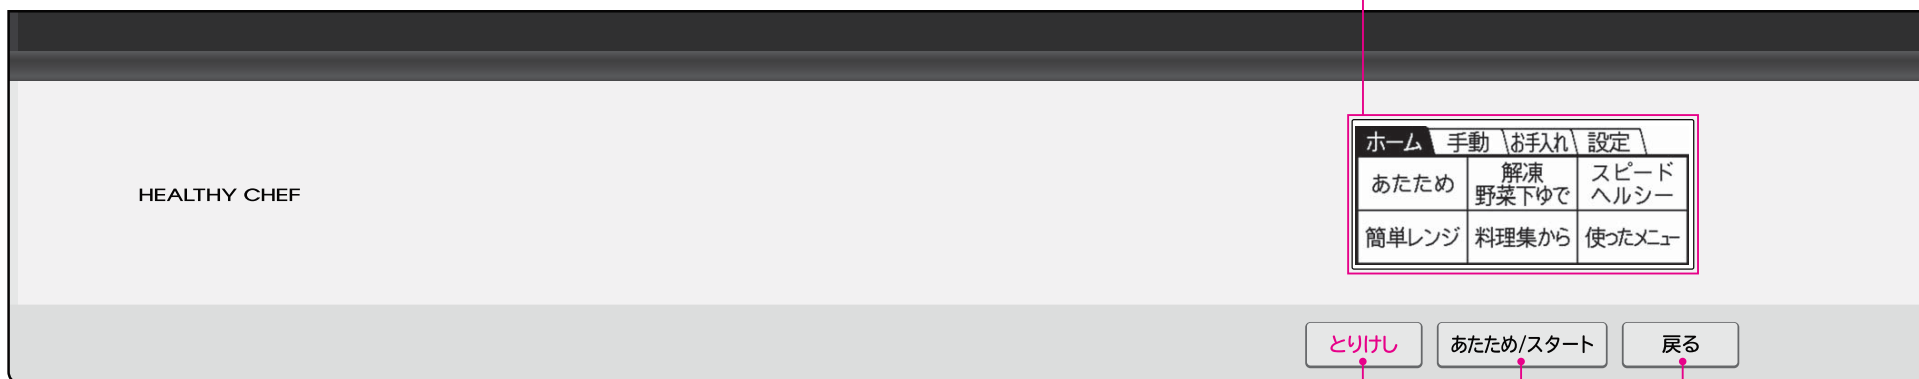 HEALTHY CHEF
ホーム 手動 お手入れ 設定
あたため 解凍 野菜下ゆで スピード ヘルシー
簡単レンジ 料理集から 使ったメニュー
とりけし あたため/スタート 戻る